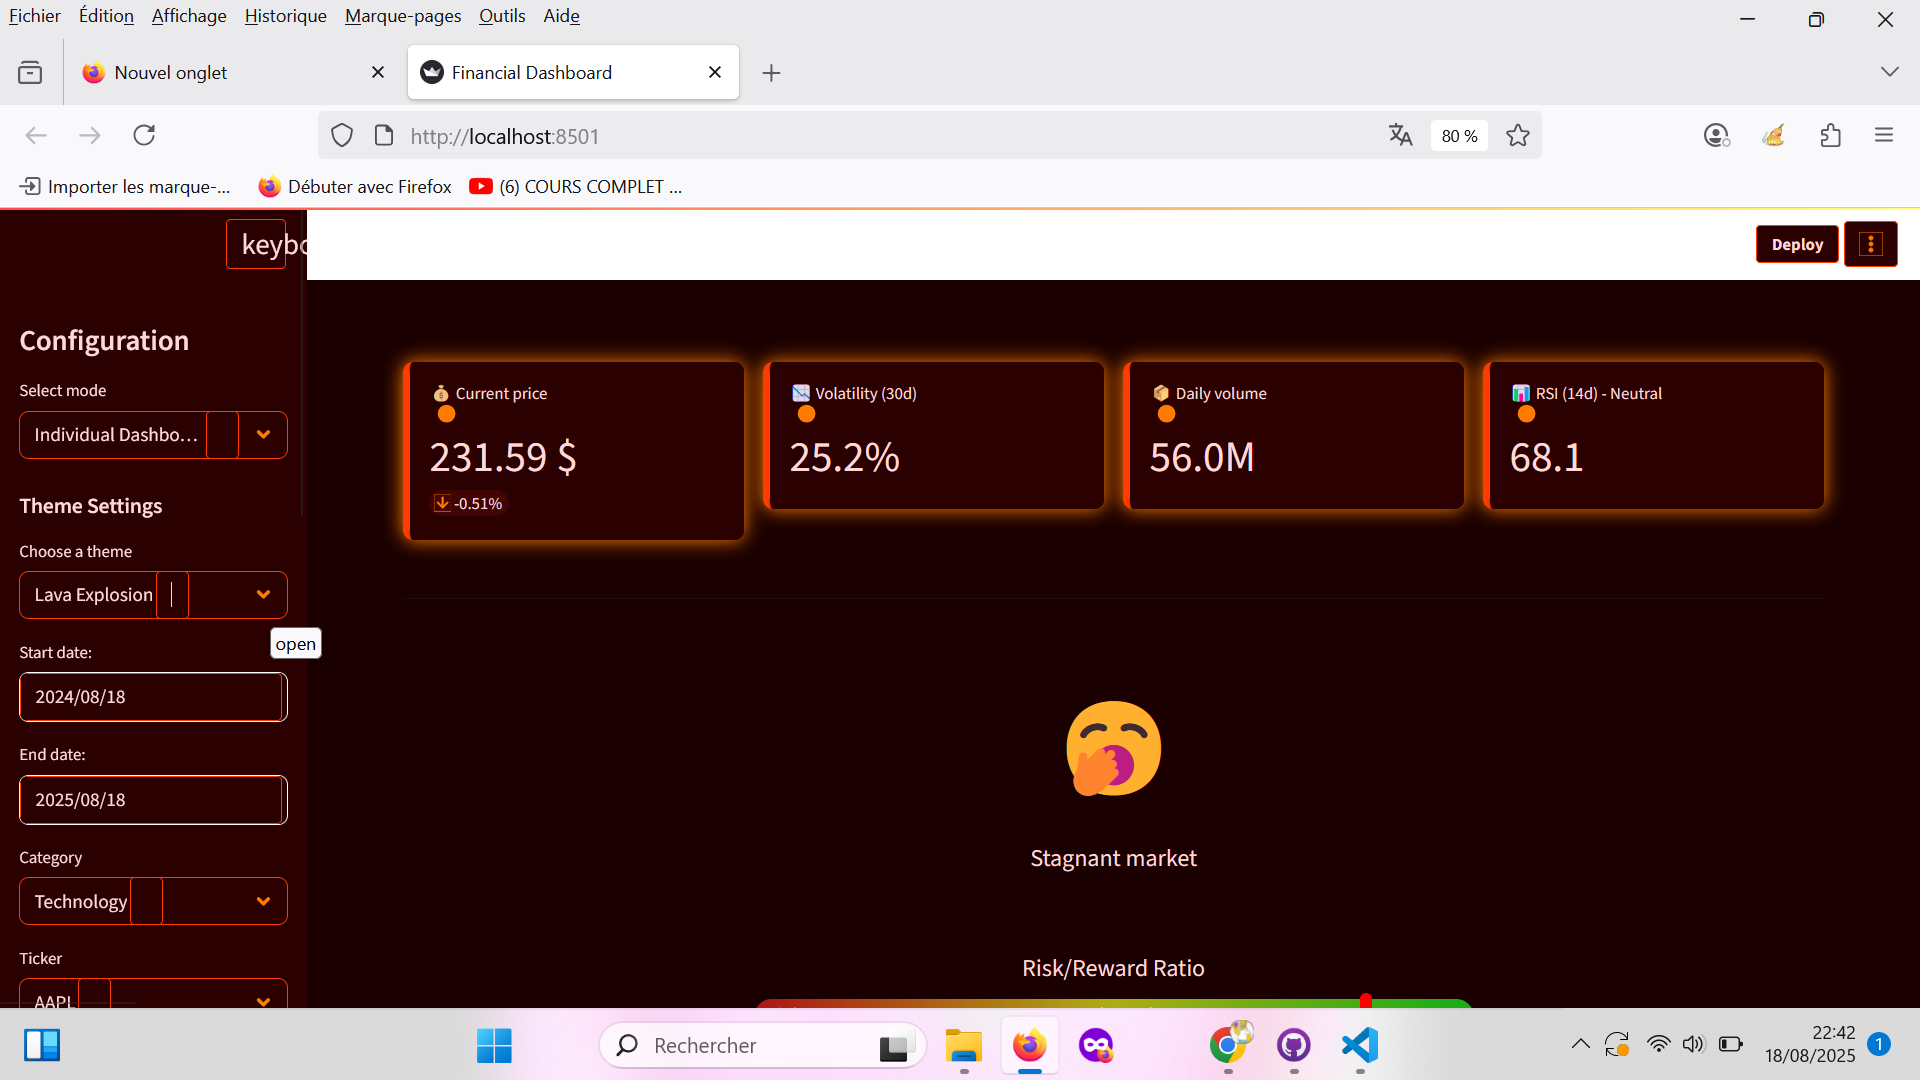 Fichier Édition Affichage Historique Marque-pages Outils Aide
Nouvel onglet
Financial Dashboard
http://localhost:8501
80 %
Importer les marque-...
Débuter avec Firefox
(6) COURS COMPLET ...
keybo
Deploy
Configuration
Select mode
Individual Dashbo...
Theme Settings
Choose a theme
Lava Explosion
open
Start date:
2024/08/18
End date:
2025/08/18
Category
Technology
Ticker
AAPL
Current price
231.59 $
-0.51%
Volatility (30d)
25.2%
Daily volume
56.0M
RSI (14d) - Neutral
68.1
Stagnant market
Risk/Reward Ratio
Rechercher
22:42
18/08/2025
1